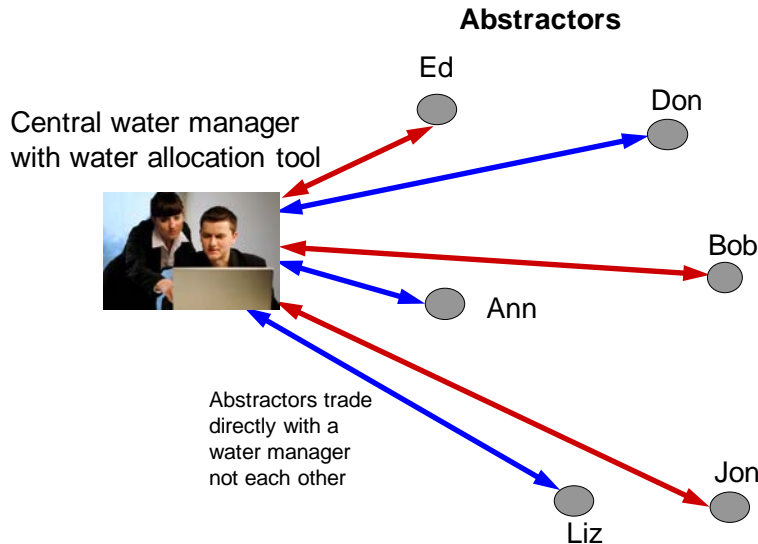 Abstractors
Ed
Don
Central water manager
with water allocation tool
Bob
Ann
Abstractors trade
directly with a
water manager
not each other
Jon
Liz